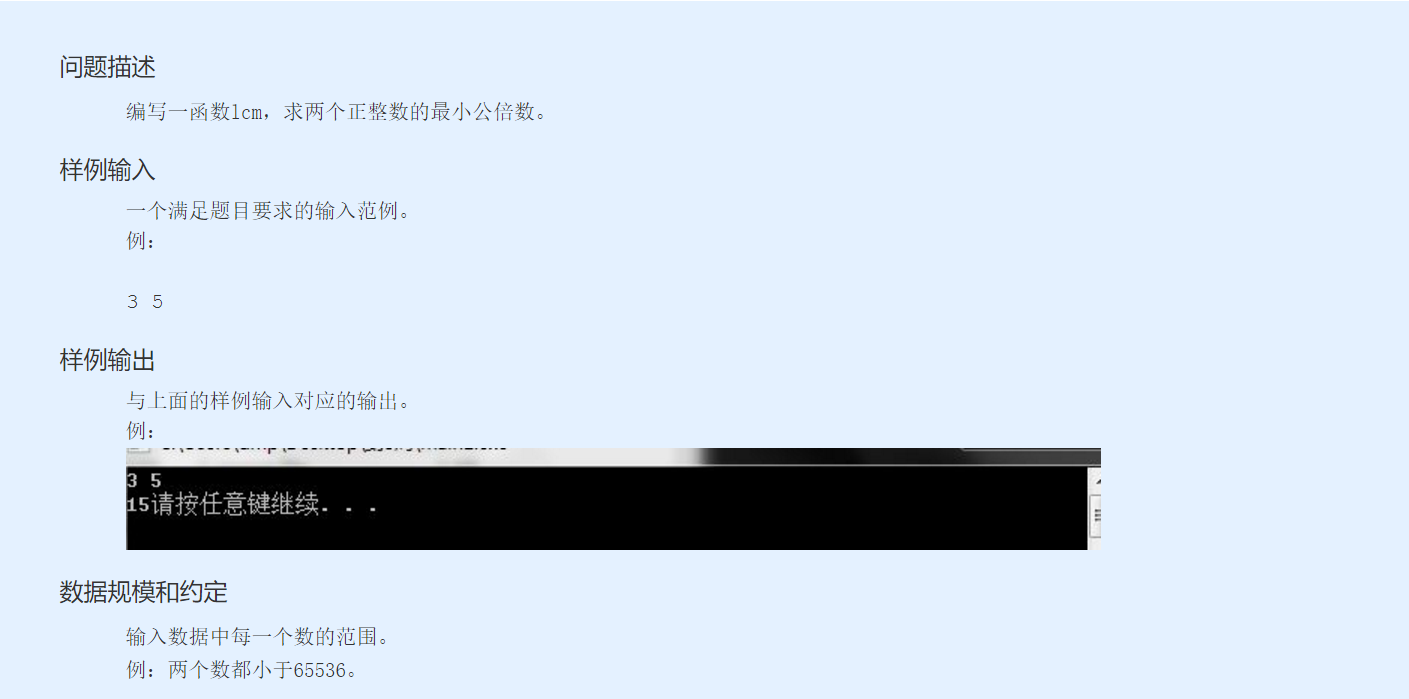 问题描述
编写一函数lcm，求两个正整数的最小公倍数。
样例输入
一个满足题目要求的输入范例。
例：
3 5
样例输出
与上面的样例输入对应的输出。
例：
3 5
15请按任意键继续. . .
数据规模和约定
输入数据中每一个数的范围。
例：两个数都小于65536。